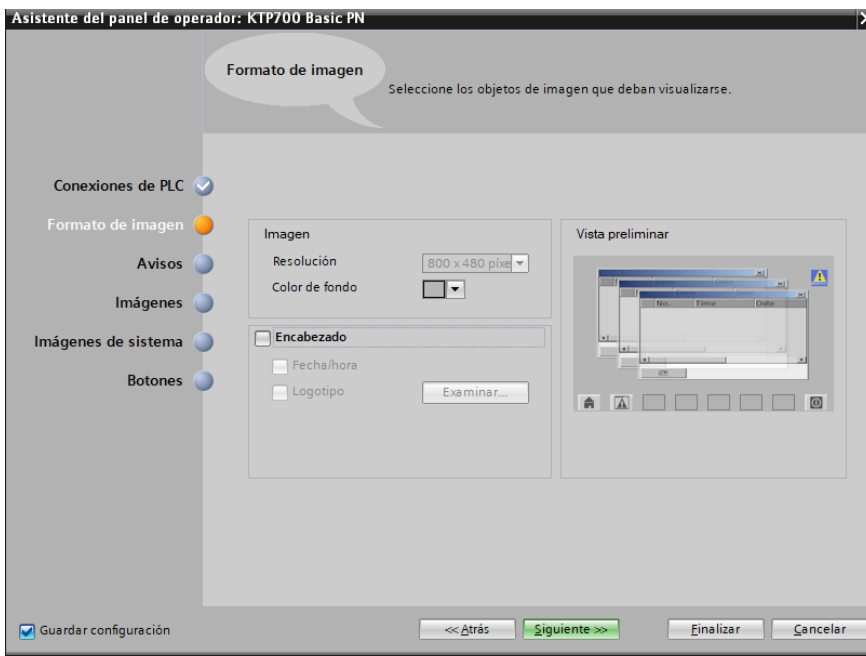 Asistente del panel de operador: KTP700 Basic PN
Formato de imagen
Seleccione los objetos de imagen que deban visualizarse.
Conexiones de PLC
Formato de imagen
Avisos
Imágenes
Imágenes de sistema
Botones
Imagen
Resolución
800 x 480 píxe
Color de fondo
Encabezado
Fecha/hora
Logotipo
Examinar...
Vista preliminar
No. Time Date
Guardar configuración
<< Atrás
Siguiente >>
Finalizar
Cancelar